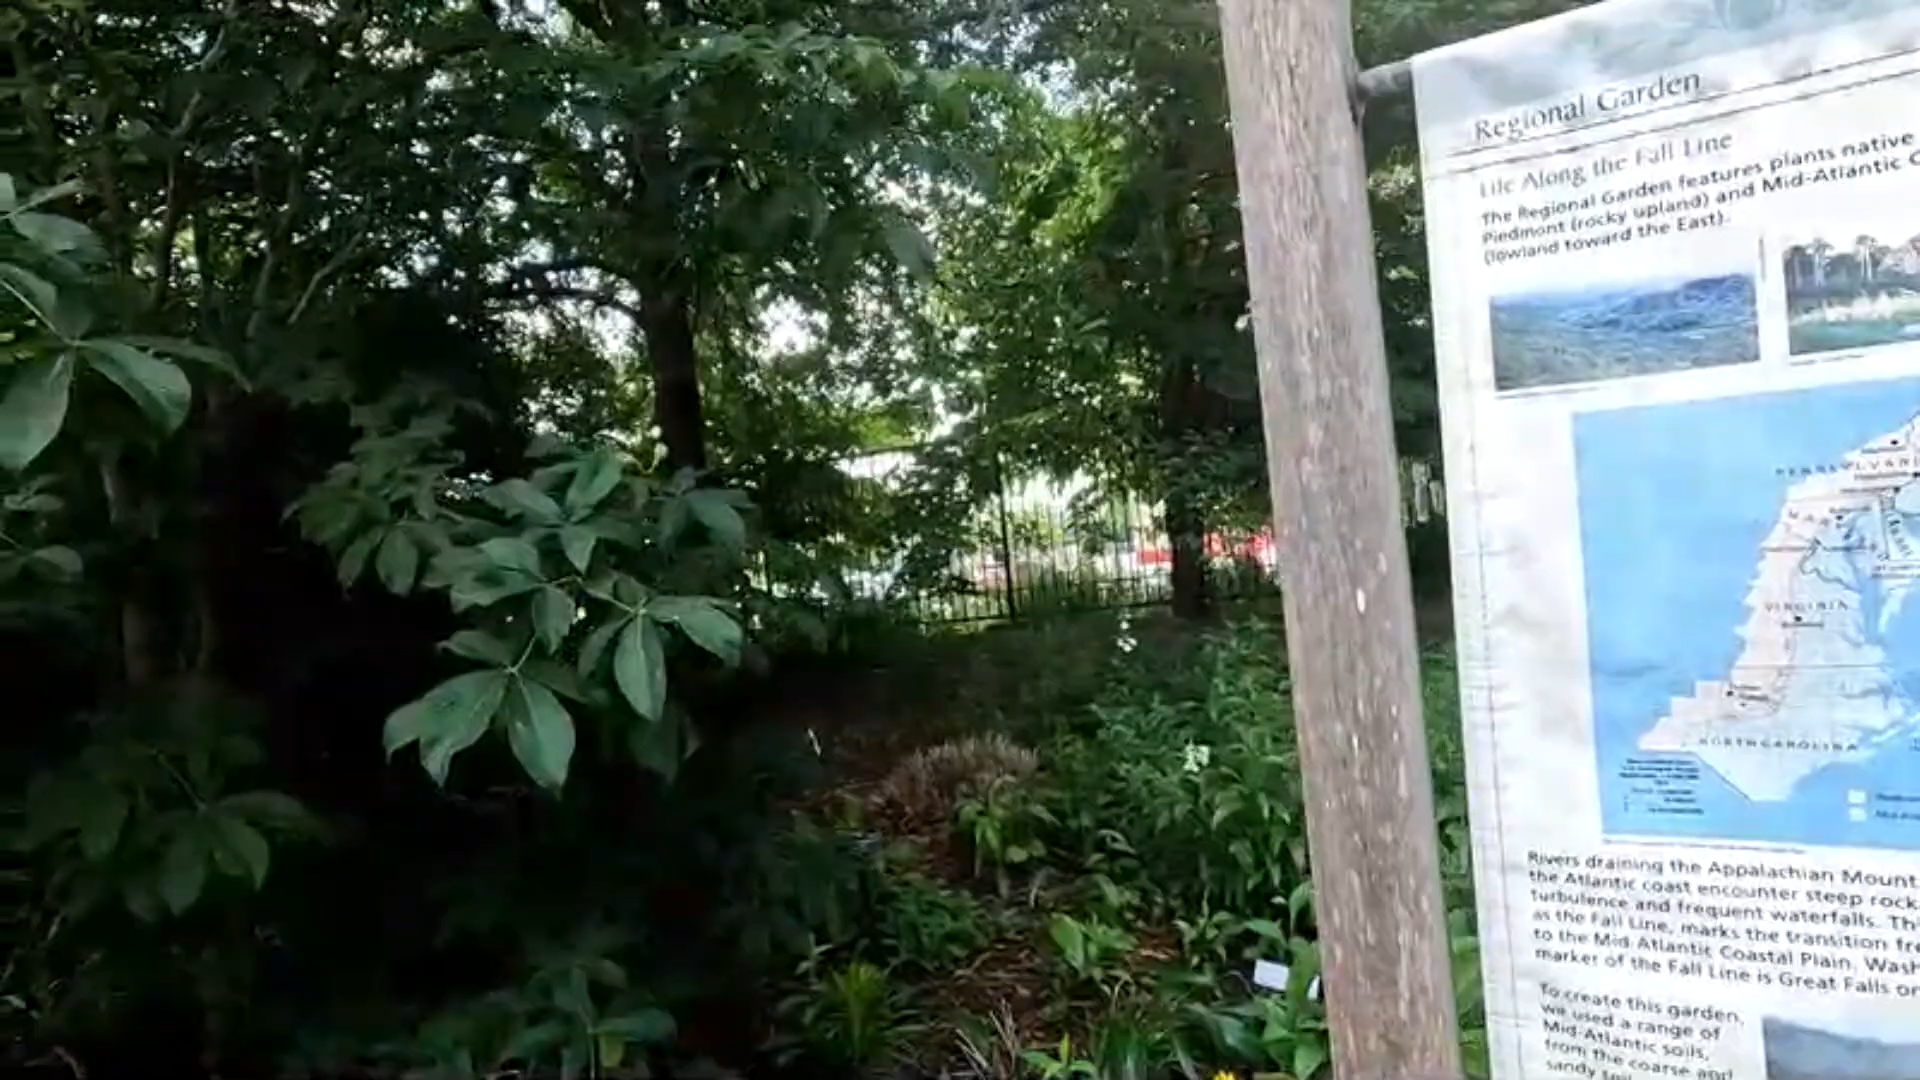 Regional Garden
Life Along the Fall Line
The Regional Garden features plants native
Piedmont (rocky upland) and Mid-Atlantic C
(lowland toward the East).
PENNSYLVANI
VIRGINIA
NORTH CAROLINA
Rivers draining the Appalachian Mount
the Atlantic coast encounter steep rock
turbulence and frequent waterfalls. Th
as the Fall Line, marks the transition fr
to the Mid-Atlantic Coastal Plain. Wash
marker of the Fall Line is Great Falls on
To create this garden,
we used a range of
Mid-Atlantic soils,
from the coarse and
sandy soil